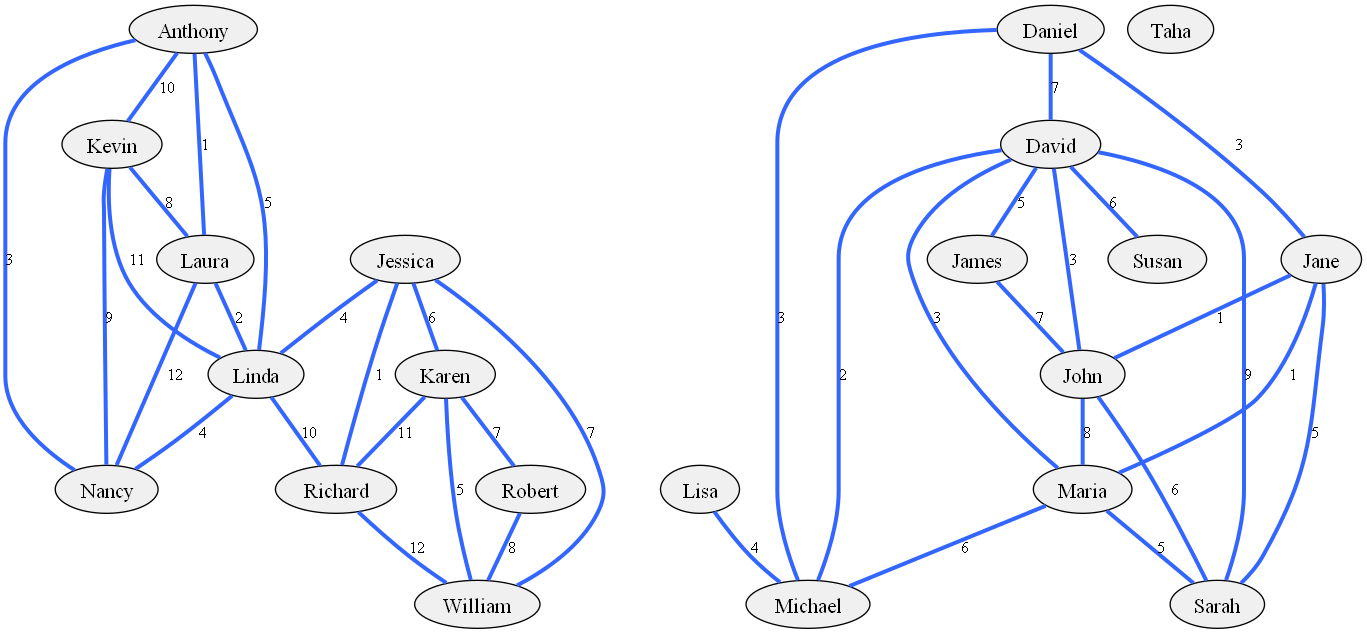 Anthony
Daniel
Taha
10
7
Kevin
1
David
3
8
5
5
6
3
Laura
Jessica
James
3
Susan
Jane
11
9
2
4
6
3
3
7
1
Linda
12
1
Karen
2
John
9
1
4
10
11
7
7
8
5
Nancy
Richard
5
Robert
Lisa
Maria
6
12
8
4
6
5
William
Michael
Sarah